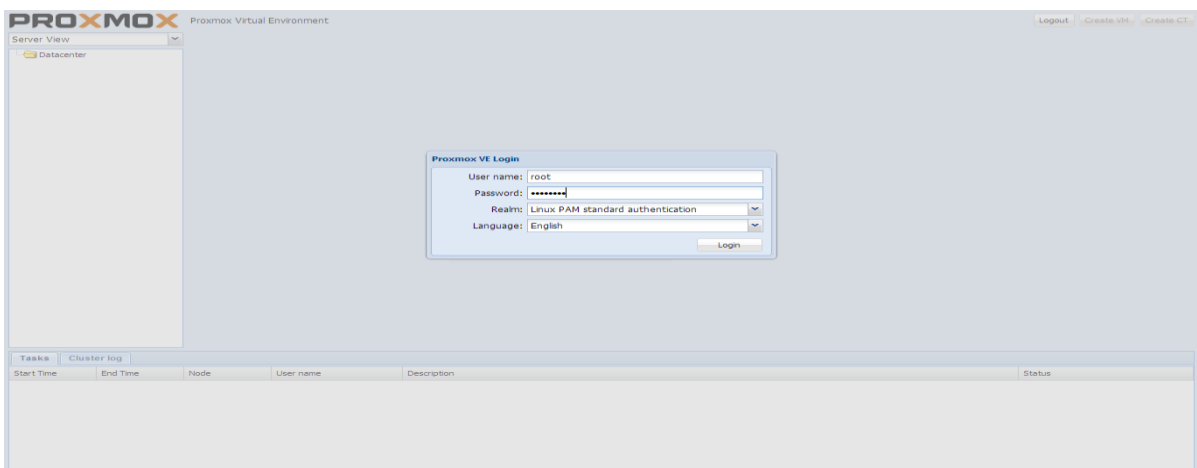 PROXMOX Proxmox Virtual Environment Logout Create VM Create CT
Server View
Datacenter
Proxmox VE Login
User name: root
Password: ••••••••
Realm: Linux PAM standard authentication
Language: English
Login
Tasks Cluster log
Start Time End Time Node User name Description Status